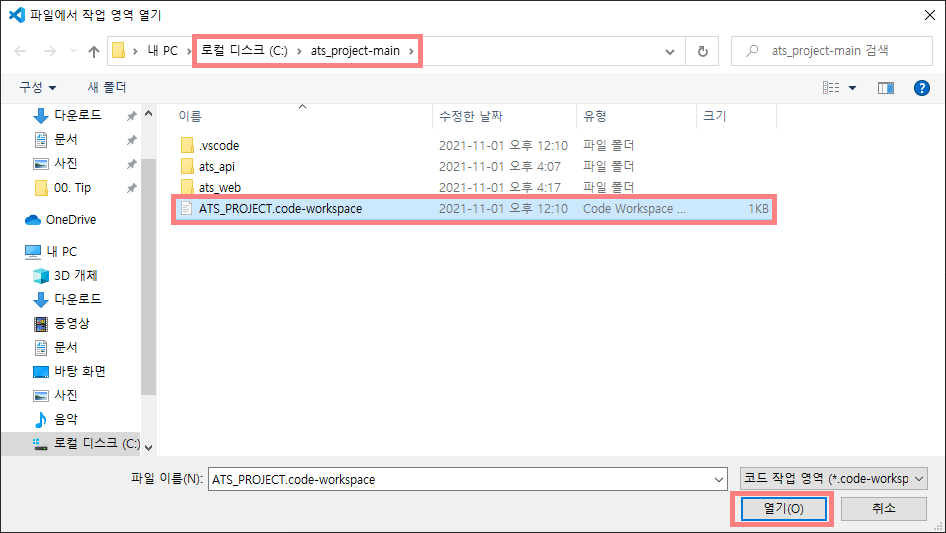 파일에서 작업 영역 열기
내 PC 로컬 디스크 (C:) ats_project-main ats_project-main 검색
구성 새 폴더
이름 수정한 날짜 유형 크기
다운로드
문서
사진
00. Tip
OneDrive
내 PC
3D 개체
다운로드
동영상
문서
바탕 화면
사진
음악
로컬 디스크 (C:)
.vscode 2021-11-01 오후 12:10 파일 폴더
ats_api 2021-11-01 오후 4:07 파일 폴더
ats_web 2021-11-01 오후 4:17 파일 폴더
ATS_PROJECT.code-workspace 2021-11-01 오후 12:10 Code Workspace ... 1KB
파일 이름(N): ATS_PROJECT.code-workspace 코드 작업 영역 (*.code-worksp
열기(O) 취소